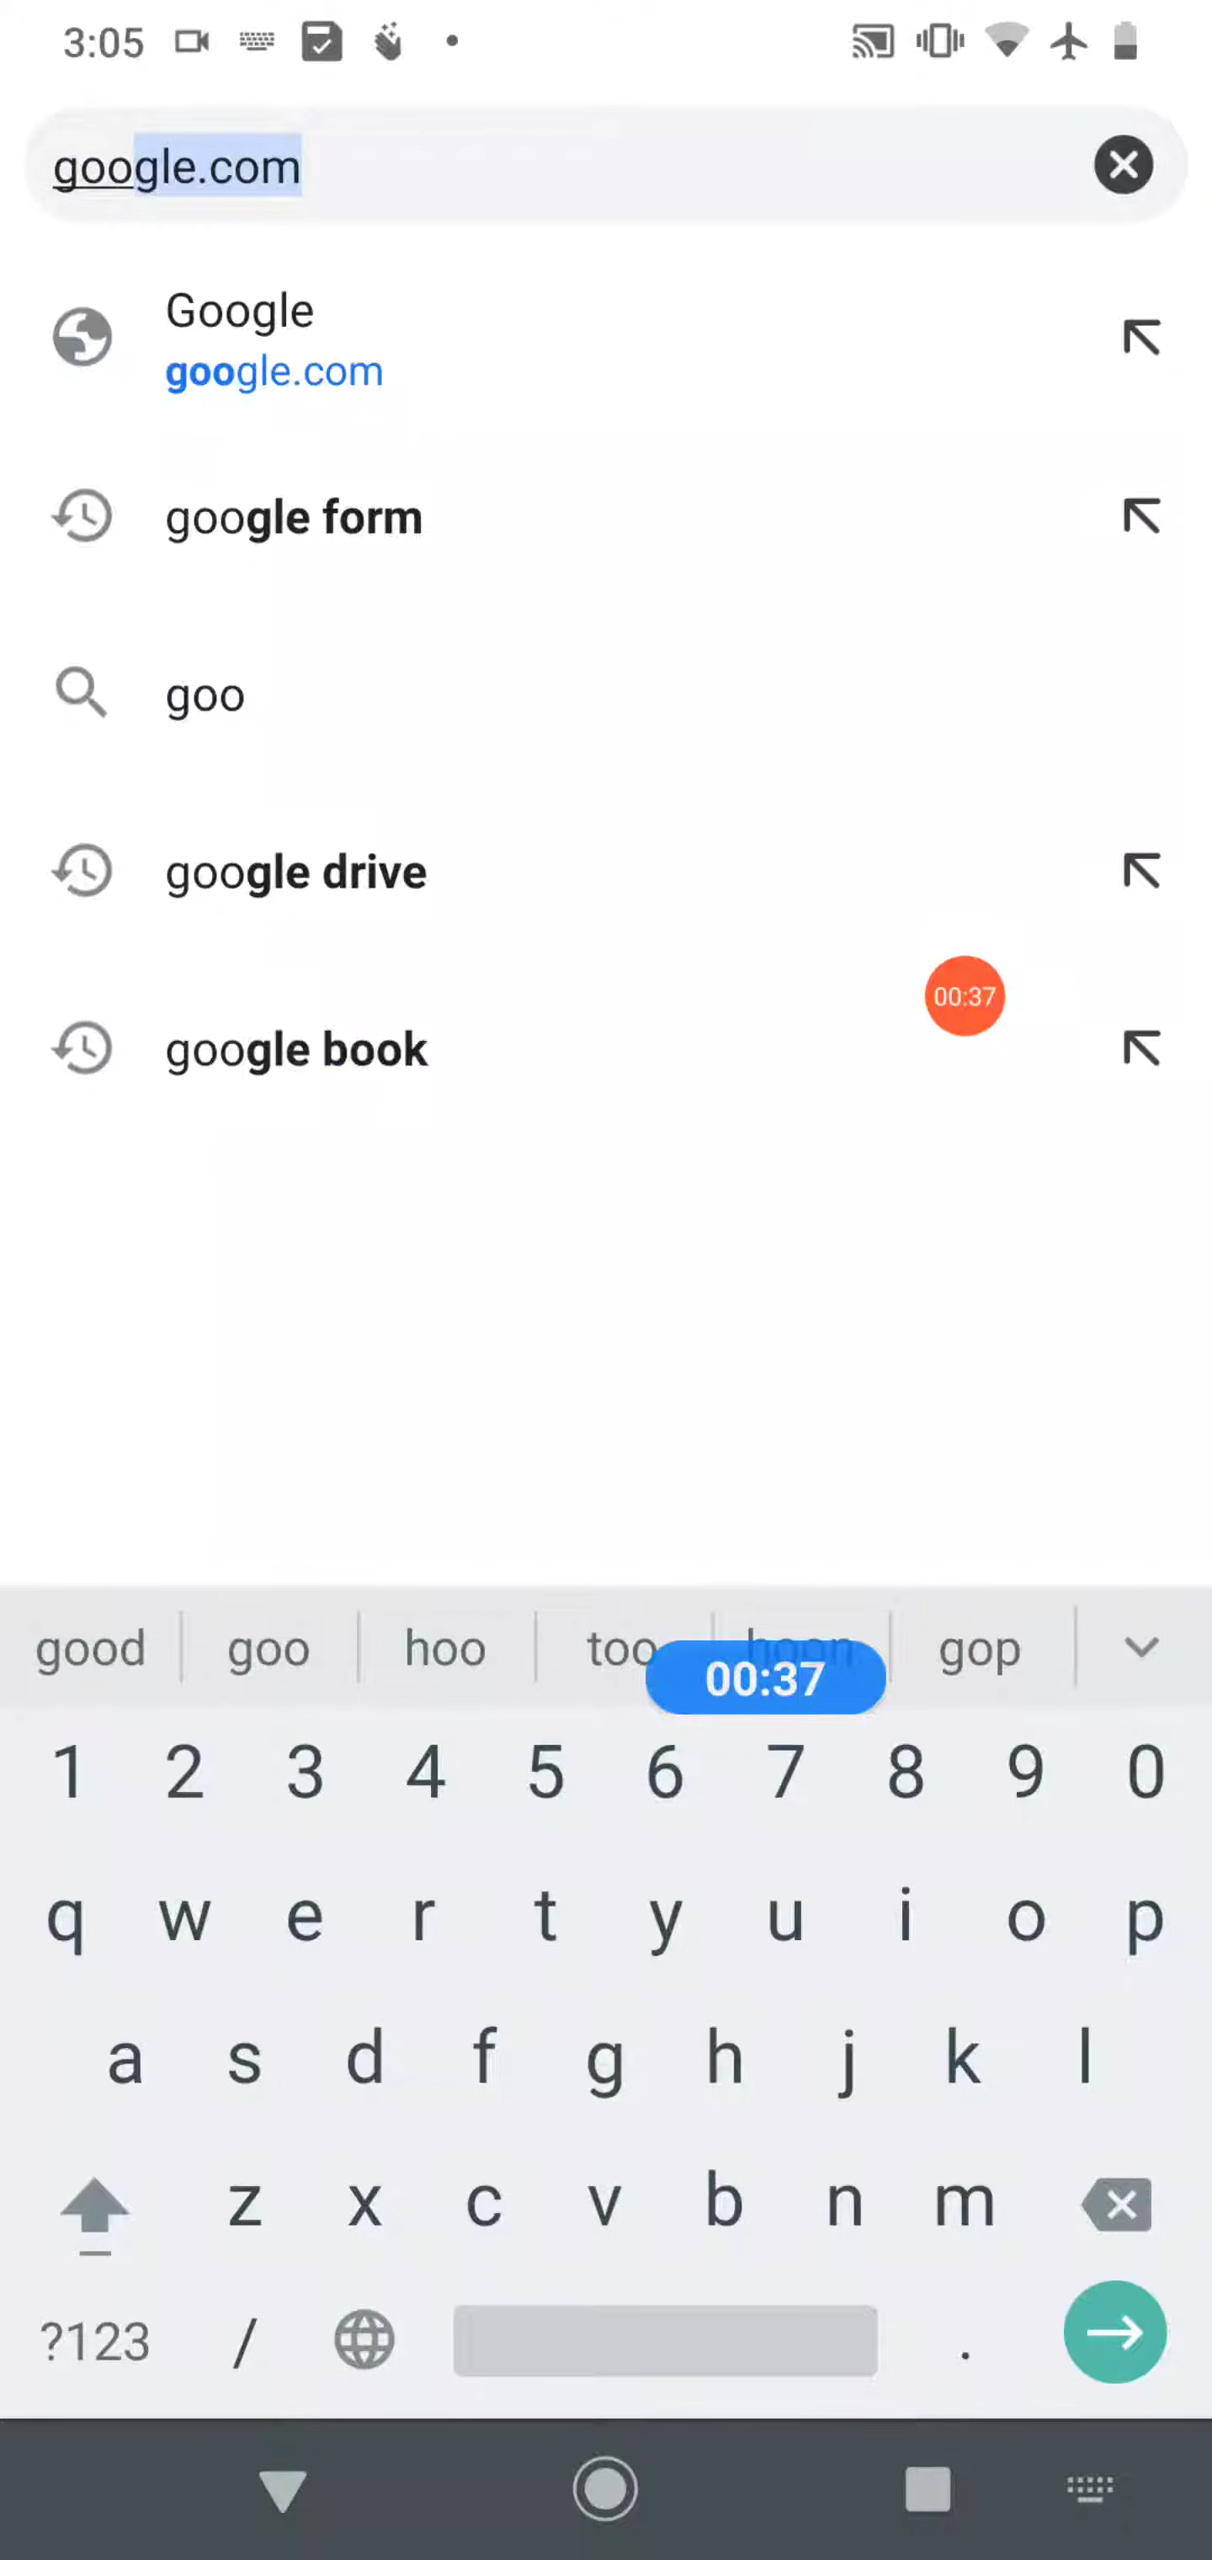 3:05
google.com
Google
google.com
google form
goo
google drive
00:37
google book
good goo hoo too hoon gop
00:37
1 2 3 4 5 6 7 8 9 0
q w e r t y u i o p
a s d f g h j k l
z x c v b n m
?123 / .